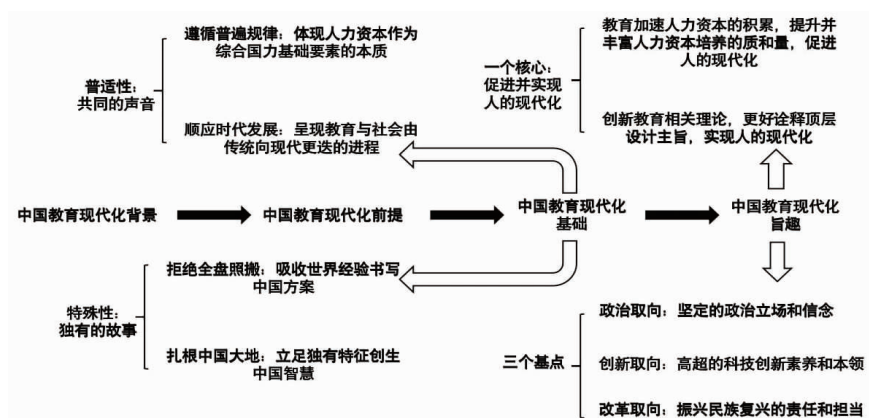 遵循普遍规律：体现人力资本作为
综合国力基础要素的本质
普适性：
共同的声音
顺应时代发展：呈现教育与社会由
传统向现代更迭的进程
教育加速人力资本的积累，提升并
丰富人力资本培养的质和量，促进
人的现代化
一个核心：
促进并实现
人的现代化
创新教育相关理论，更好诠释顶层
设计主旨，实现人的现代化
中国教育现代化背景
中国教育现代化前提
中国教育现代化
基础
中国教育现代化
旨趣
拒绝全盘照搬：吸收世界经验书写
中国方案
特殊性：
独有的故事
扎根中国大地：立足独有特征创生
中国智慧
政治取向：坚定的政治立场和信念
三个基点
创新取向：高超的科技创新素养和本领
改革取向：振兴民族复兴的责任和担当